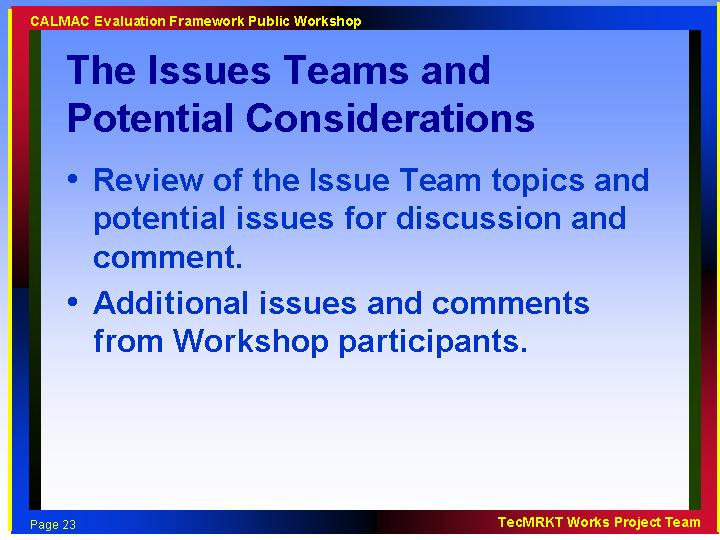 CALMAC Evaluation Framework Public Workshop
The Issues Teams and
Potential Considerations
• Review of the Issue Team topics and
potential issues for discussion and
comment.
• Additional issues and comments
from Workshop participants.
Page 23
TecMRKT Works Project Team